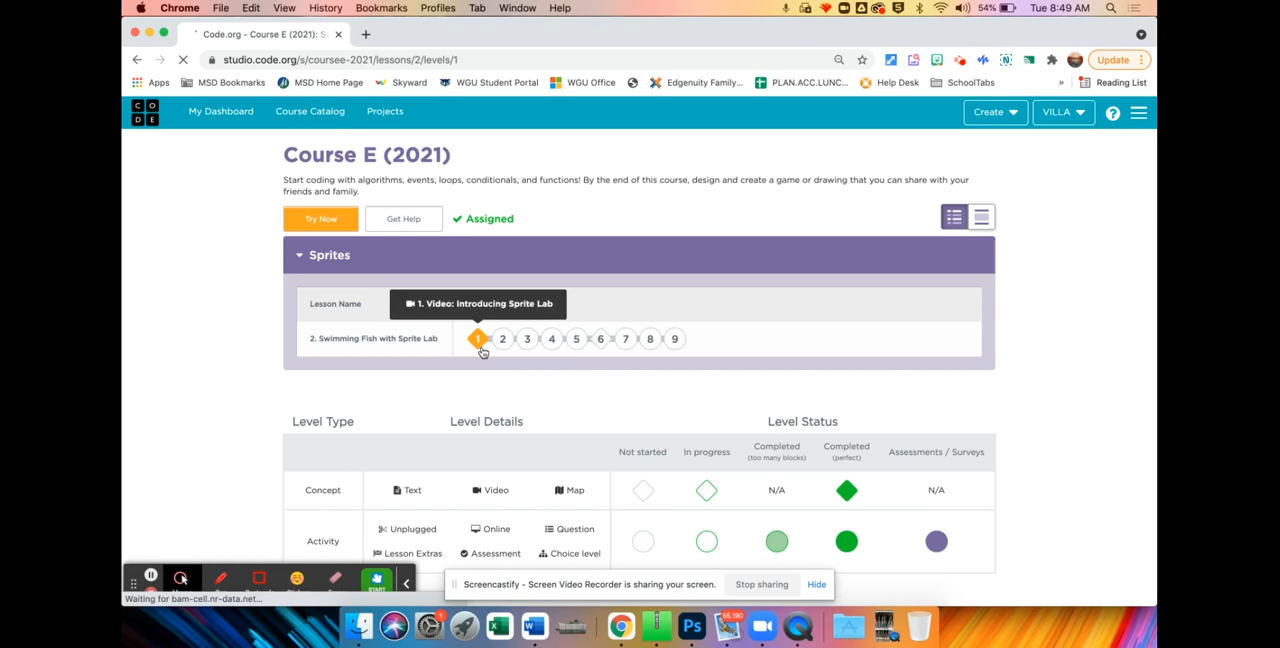 Chrome File Edit View History Bookmarks Profiles Tab Window Help 54% Tue 8:49 AM
Code.org - Course E (2021): S
studio.code.org/s/coursee-2021/lessons/2/levels/1 Update
Apps MSD Bookmarks MSD Home Page Skyward WGU Student Portal WGU Office Edgenuity Family... PLAN.ACC.LUNC... Help Desk SchoolTabs » Reading List
CO
DE
My Dashboard Course Catalog Projects Create VILLA ?
Course E (2021)
Start coding with algorithms, events, loops, conditionals, and functions! By the end of this course, design and create a game or drawing that you can share with your
friends and family.
Try Now Get Help Assigned
Sprites
Lesson Name 1. Video: Introducing Sprite Lab
2. Swimming Fish with Sprite Lab 1 2 3 4 5 6 7 8 9
Level Type Level Details Level Status
Not started In progress Completed (too many blocks) Completed (perfect) Assessments / Surveys
Concept Text Video Map N/A N/A
Activity Unplugged Online Question
Lesson Extras Assessment Choice level
START
Screencastify - Screen Video Recorder is sharing your screen. Stop sharing Hide
Waiting for bam-cell.nr-data.net...
1 55,190
Ps